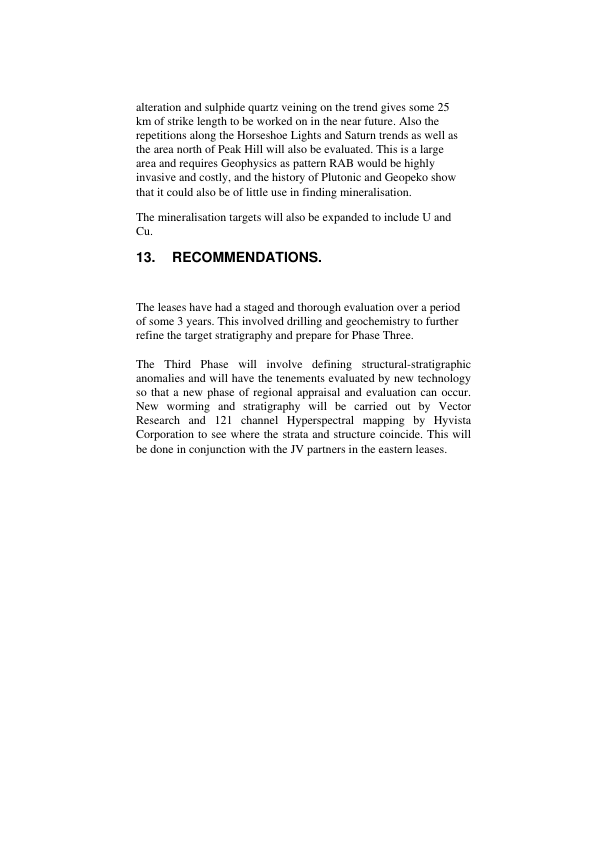 alteration and sulphide quartz veining on the trend gives some 25
km of strike length to be worked on in the near future. Also the
repetitions along the Horseshoe Lights and Saturn trends as well as
the area north of Peak Hill will also be evaluated. This is a large
area and requires Geophysics as pattern RAB would be highly
invasive and costly, and the history of Plutonic and Geopeko show
that it could also be of little use in finding mineralisation.
The mineralisation targets will also be expanded to include U and
Cu.
13. RECOMMENDATIONS.
The leases have had a staged and thorough evaluation over a period
of some 3 years. This involved drilling and geochemistry to further
refine the target stratigraphy and prepare for Phase Three.
The Third Phase will involve defining structural-stratigraphic
anomalies and will have the tenements evaluated by new technology
so that a new phase of regional appraisal and evaluation can occur.
New worming and stratigraphy will be carried out by Vector
Research and 121 channel Hyperspectral mapping by Hyvista
Corporation to see where the strata and structure coincide. This will
be done in conjunction with the JV partners in the eastern leases.